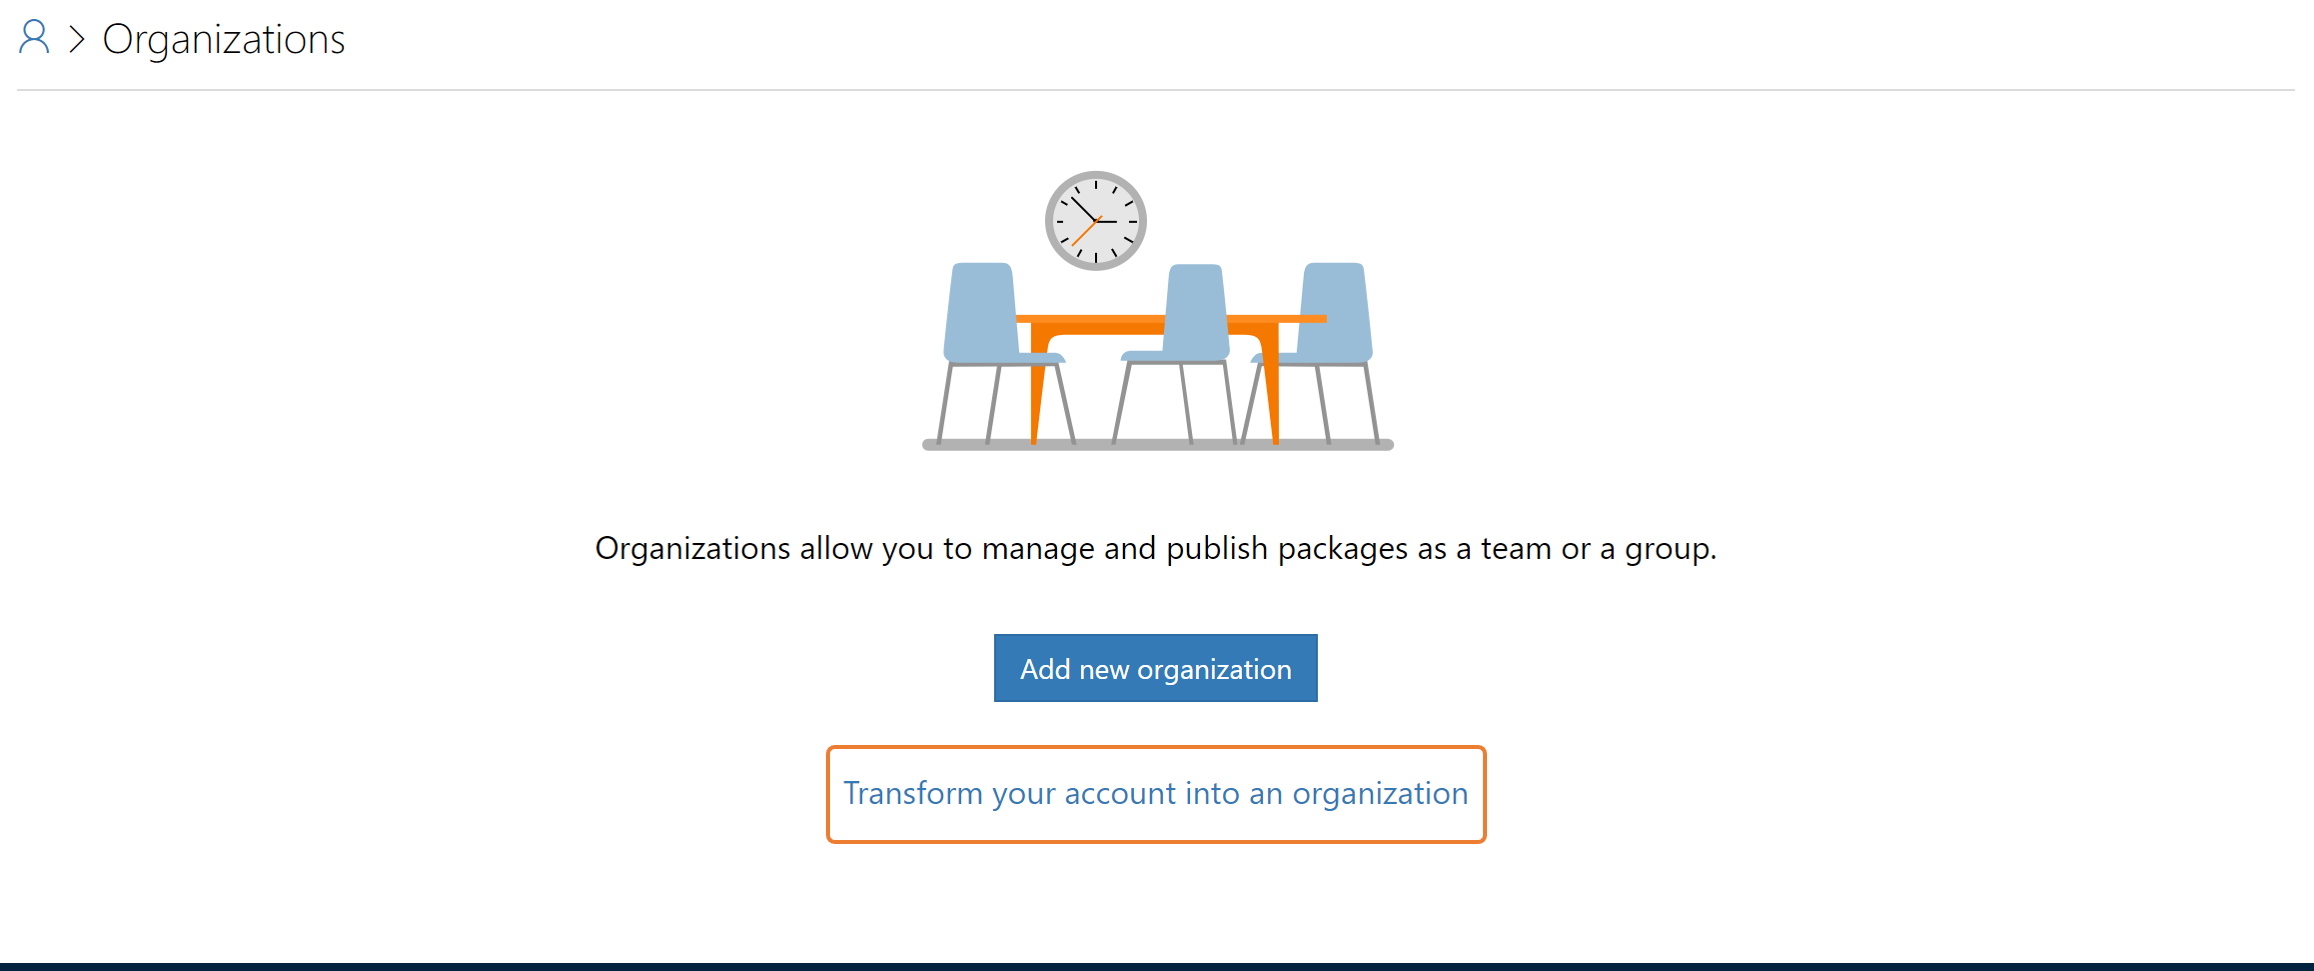 Organizations
Organizations allow you to manage and publish packages as a team or a group.
Add new organization
Transform your account into an organization